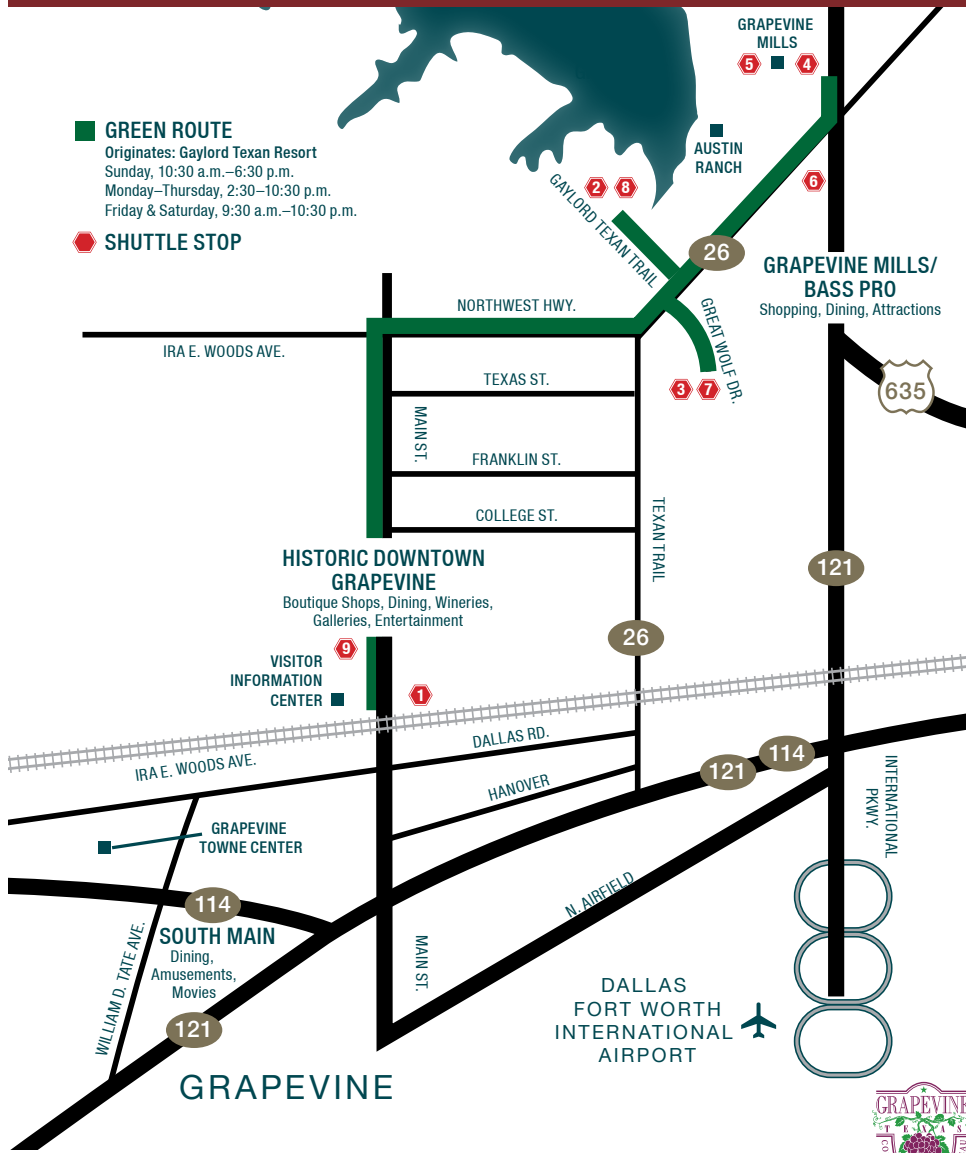 GRAPEVINE
MILLS
5
4
GREEN ROUTE
Originates: Gaylord Texan Resort
Sunday, 10:30 a.m.–6:30 p.m.
Monday–Thursday, 2:30–10:30 p.m.
Friday & Saturday, 9:30 a.m.–10:30 p.m.
SHUTTLE STOP
AUSTIN
RANCH
2
8
6
GAYLORD TEXAN TRAIL
26
GRAPEVINE MILLS/
BASS PRO
Shopping, Dining, Attractions
NORTHWEST HWY.
GREAT WOLF DR.
IRA E. WOODS AVE.
TEXAS ST.
3
7
635
MAIN ST.
FRANKLIN ST.
COLLEGE ST.
TEXAN TRAIL
HISTORIC DOWNTOWN
GRAPEVINE
Boutique Shops, Dining, Wineries,
Galleries, Entertainment
121
26
9
VISITOR
INFORMATION
CENTER
1
DALLAS RD.
IRA E. WOODS AVE.
HANOVER
121
114
INTERNATIONAL
PKWY.
GRAPEVINE
TOWNE CENTER
114
N. AIRFIELD
SOUTH MAIN
Dining,
Amusements,
Movies
MAIN ST.
WILLIAM D. TATE AVE.
121
DALLAS
FORT WORTH
INTERNATIONAL
AIRPORT
GRAPEVINE
GRAPEVINE
TEXAS